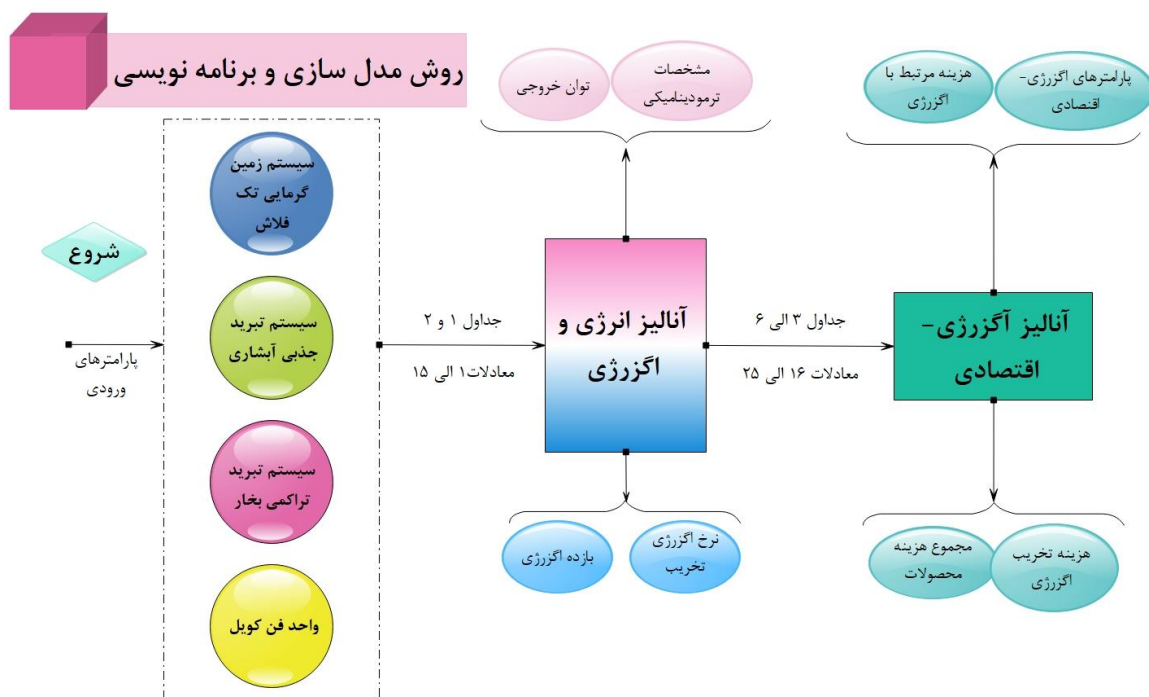 روش مدل سازی و برنامه نویسی
شروع
پارامترهای
ورودی
سیستم زمین
گرمایی تک
فلاش
سیستم تبرید
جذبی آبشاری
سیستم تبرید
تراکمی بخار
واحد فن کویل
جداول ۱ و ۲
معادلات۱ الی ۱۵
توان خروجی
مشخصات
ترمودینامیکی
آنالیز انرژی و
اگزرژی
بازده اگزرژی
نرخ اگزرژی
تخریب
جداول ۳ الی ۶
معادلات ۱۶ الی ۲۵
هزینه مرتبط با
اگزرژی
پارامترهای اگزرژی-
اقتصادی
آنالیز آگزرژی-
اقتصادی
مجموع هزینه
محصولات
هزینه تخریب
اگزرژی